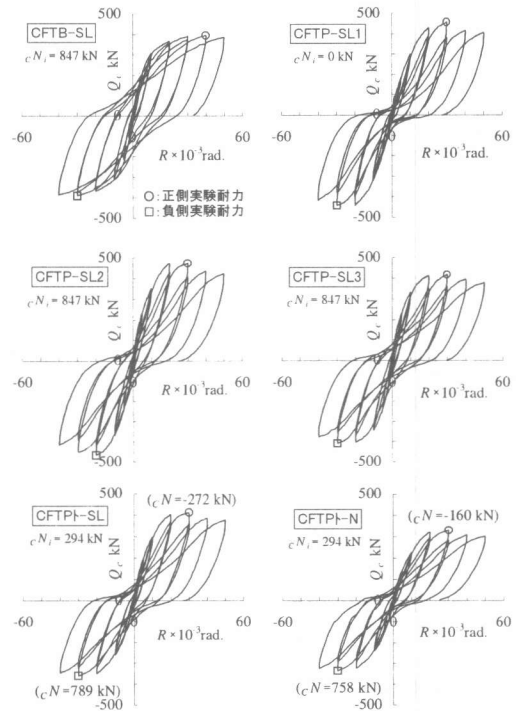 500
CFTB-SL
cNi = 847 kN
Qc kN
-60
60
R×10⁻³rad.
○:正側実験耐力
□:負側実験耐力
-500
500
CFTP-SL1
cNi = 0 kN
Qc kN
-60
60
R×10⁻³rad.
-500
500
CFTP-SL2
cNi = 847 kN
Qc kN
-60
60
R×10⁻³rad.
-500
500
CFTP-SL3
cNi = 847 kN
Qc kN
-60
60
R×10⁻³rad.
-500
500
(cN=-272 kN)
CFTPト-SL
cNi = 294 kN
Qc kN
-60
0
60
R×10⁻³rad.
(cN=789 kN)
-500
500
(cN=-160 kN)
CFTPト-N
cNi = 294 kN
Qc kN
-60
0
60
R×10⁻³rad.
(cN=758 kN)
-500